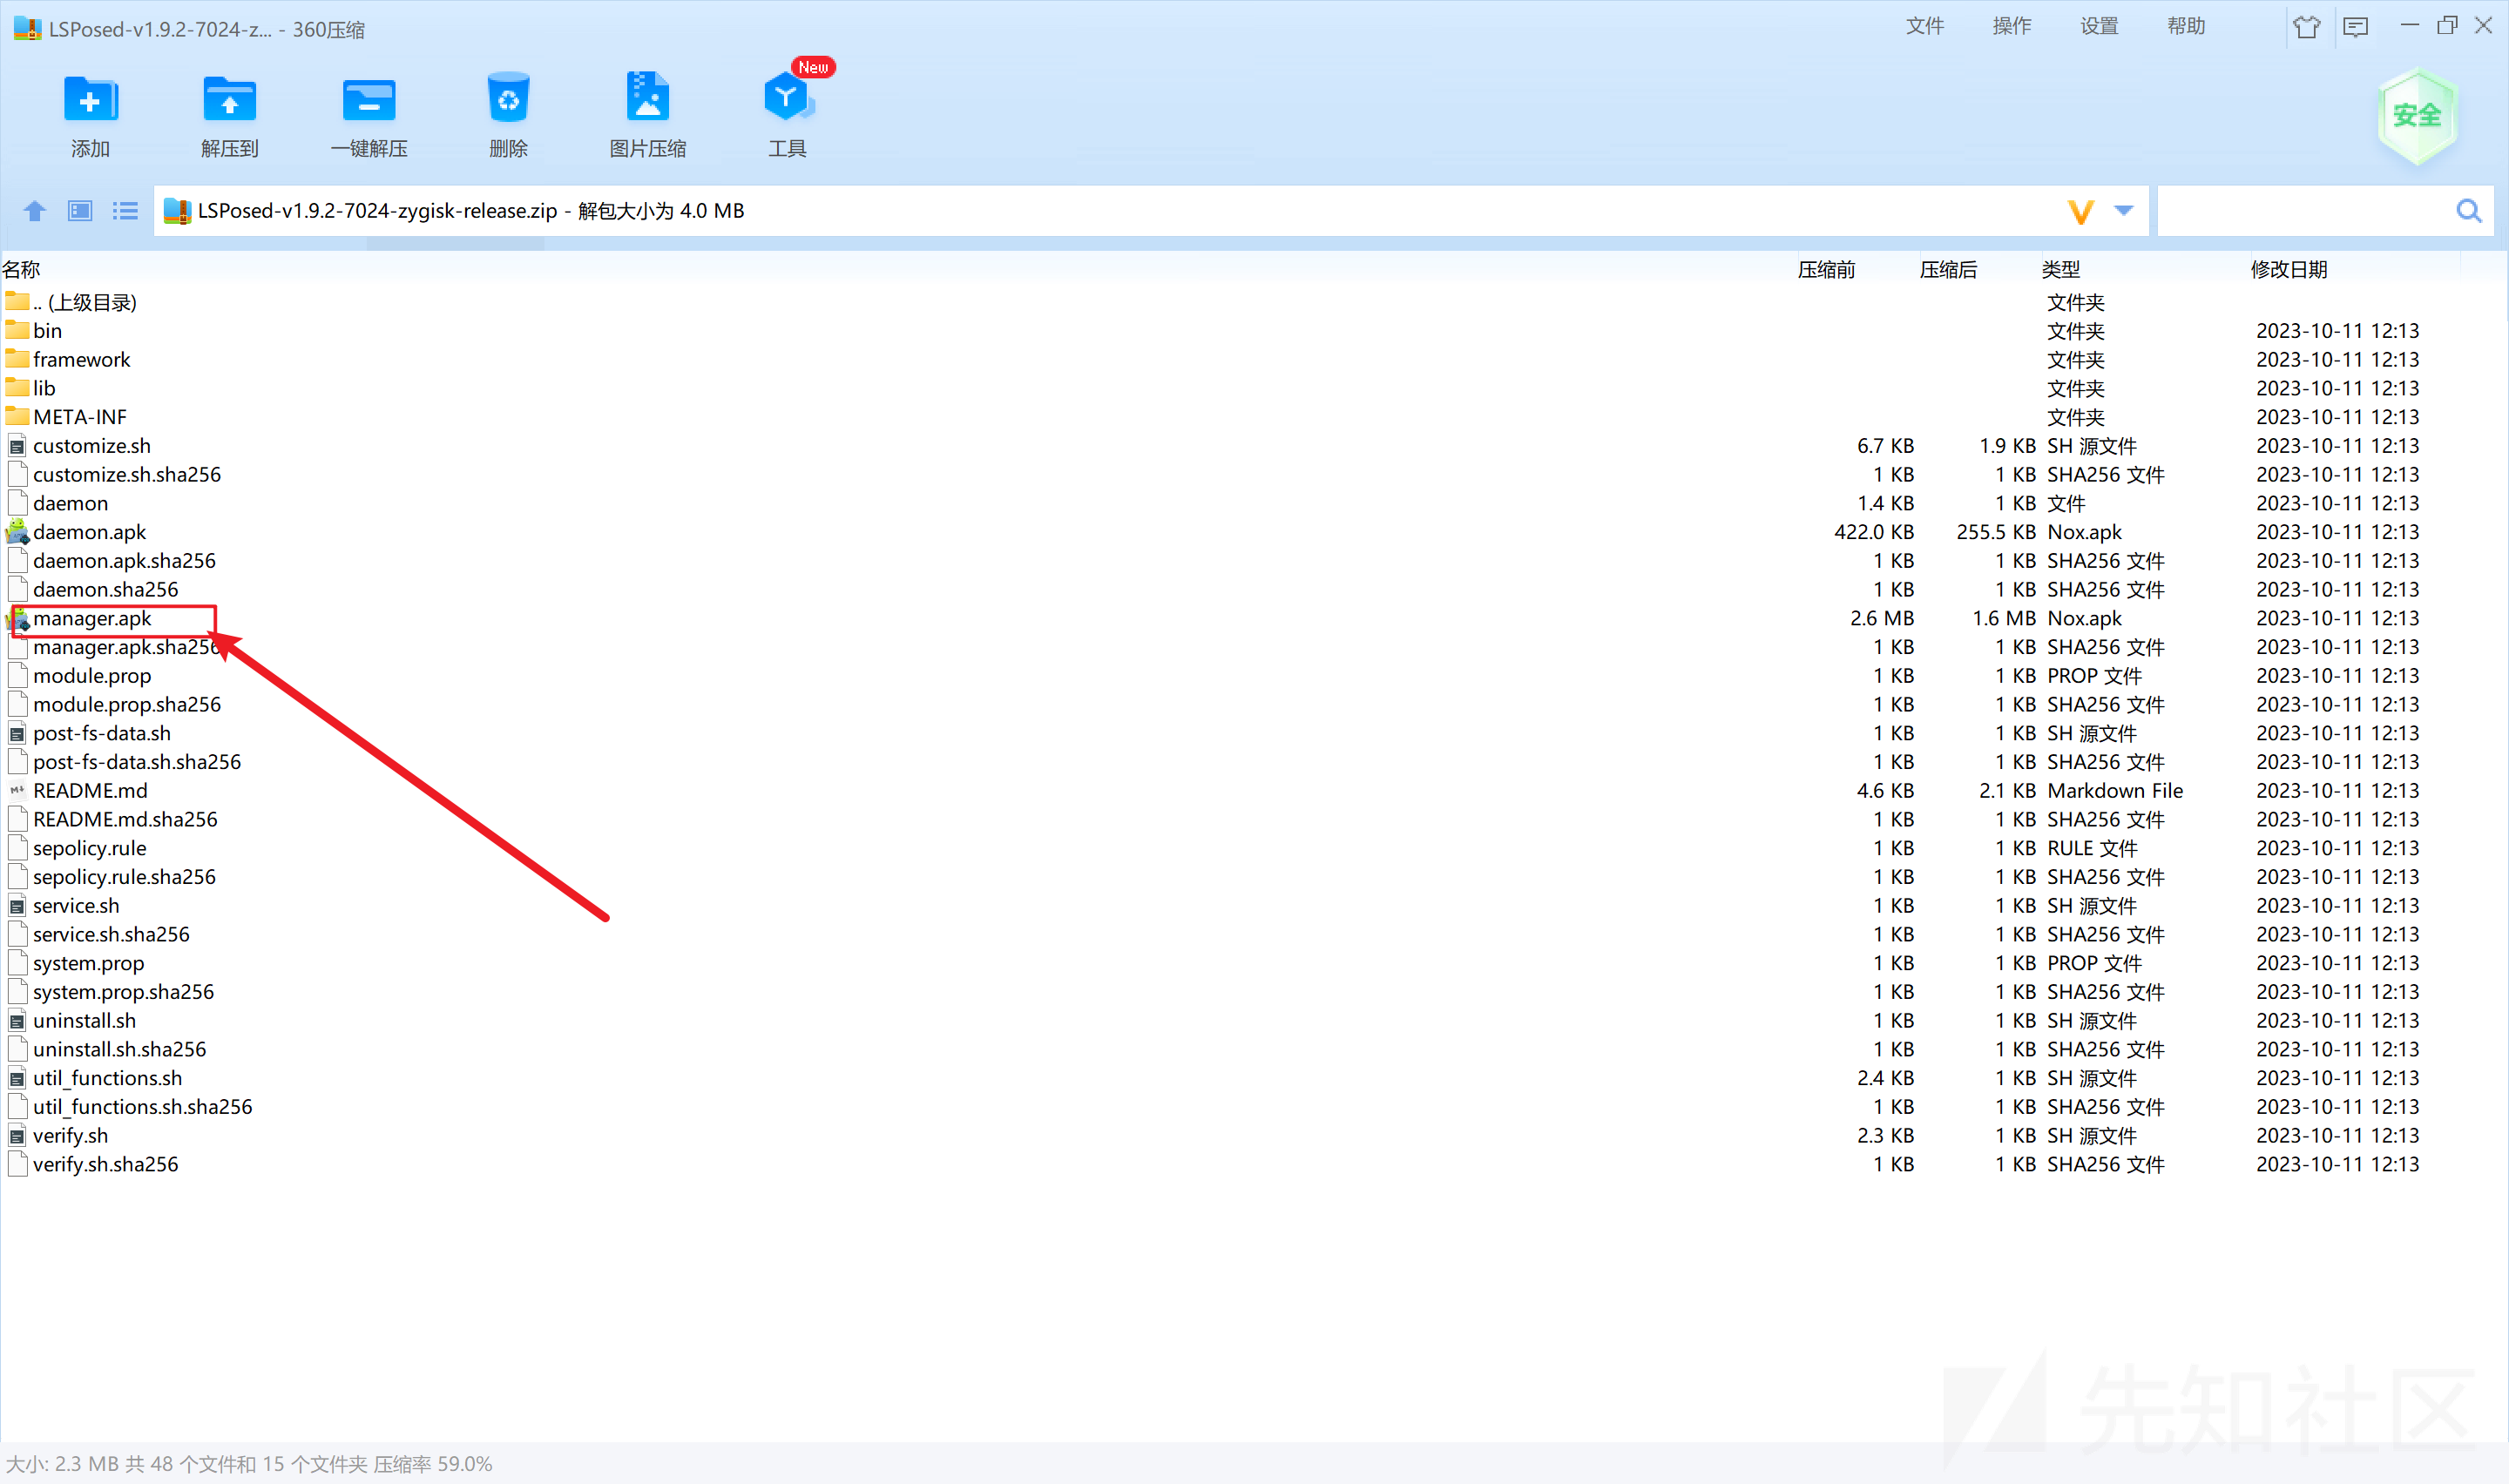 LSPosed-v1.9.2-7024-z... - 360压缩 文件 操作 设置 帮助
New
添加 解压到 一键解压 删除 图片压缩 工具 安全
LSPosed-v1.9.2-7024-zygisk-release.zip - 解包大小为 4.0 MB
名称 压缩前 压缩后 类型 修改日期
.. (上级目录) 文件夹
bin 文件夹 2023-10-11 12:13
framework 文件夹 2023-10-11 12:13
lib 文件夹 2023-10-11 12:13
META-INF 文件夹 2023-10-11 12:13
customize.sh 6.7 KB 1.9 KB SH 源文件 2023-10-11 12:13
customize.sh.sha256 1 KB 1 KB SHA256 文件 2023-10-11 12:13
daemon 1.4 KB 1 KB 文件 2023-10-11 12:13
daemon.apk 422.0 KB 255.5 KB Nox.apk 2023-10-11 12:13
daemon.apk.sha256 1 KB 1 KB SHA256 文件 2023-10-11 12:13
daemon.sha256 1 KB 1 KB SHA256 文件 2023-10-11 12:13
manager.apk 2.6 MB 1.6 MB Nox.apk 2023-10-11 12:13
manager.apk.sha256 1 KB 1 KB SHA256 文件 2023-10-11 12:13
module.prop 1 KB 1 KB PROP 文件 2023-10-11 12:13
module.prop.sha256 1 KB 1 KB SHA256 文件 2023-10-11 12:13
post-fs-data.sh 1 KB 1 KB SH 源文件 2023-10-11 12:13
post-fs-data.sh.sha256 1 KB 1 KB SHA256 文件 2023-10-11 12:13
README.md 4.6 KB 2.1 KB Markdown File 2023-10-11 12:13
README.md.sha256 1 KB 1 KB SHA256 文件 2023-10-11 12:13
sepolicy.rule 1 KB 1 KB RULE 文件 2023-10-11 12:13
sepolicy.rule.sha256 1 KB 1 KB SHA256 文件 2023-10-11 12:13
service.sh 1 KB 1 KB SH 源文件 2023-10-11 12:13
service.sh.sha256 1 KB 1 KB SHA256 文件 2023-10-11 12:13
system.prop 1 KB 1 KB PROP 文件 2023-10-11 12:13
system.prop.sha256 1 KB 1 KB SHA256 文件 2023-10-11 12:13
uninstall.sh 1 KB 1 KB SH 源文件 2023-10-11 12:13
uninstall.sh.sha256 1 KB 1 KB SHA256 文件 2023-10-11 12:13
util_functions.sh 2.4 KB 1 KB SH 源文件 2023-10-11 12:13
util_functions.sh.sha256 1 KB 1 KB SHA256 文件 2023-10-11 12:13
verify.sh 2.3 KB 1 KB SH 源文件 2023-10-11 12:13
verify.sh.sha256 1 KB 1 KB SHA256 文件 2023-10-11 12:13
先知社区
大小: 2.3 MB 共 48 个文件和 15 个文件夹 压缩率 59.0%